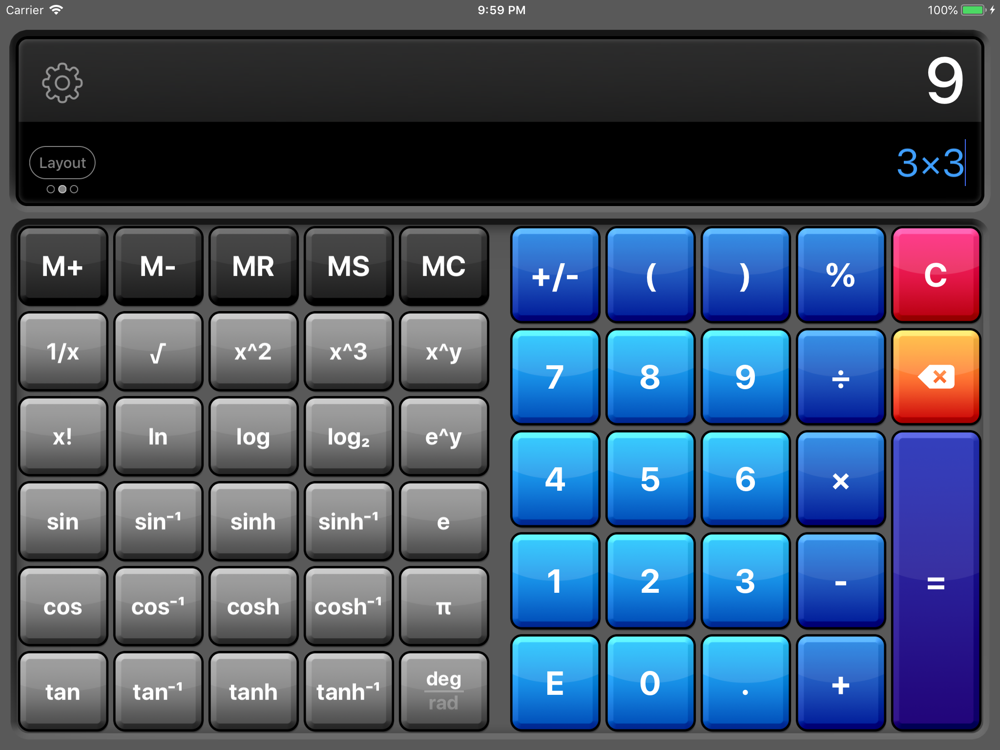 Carrier 9:59 PM 100%
9
Layout
3×3
M+ M- MR MS MC
+/- ( ) % C
1/x √ x^2 x^3 x^y
7 8 9 ÷
x! ln log log₂ e^y
4 5 6 ×
sin sin⁻¹ sinh sinh⁻¹ e
1 2 3 - =
cos cos⁻¹ cosh cosh⁻¹ π
tan tan⁻¹ tanh tanh⁻¹ deg
rad
E 0 . +